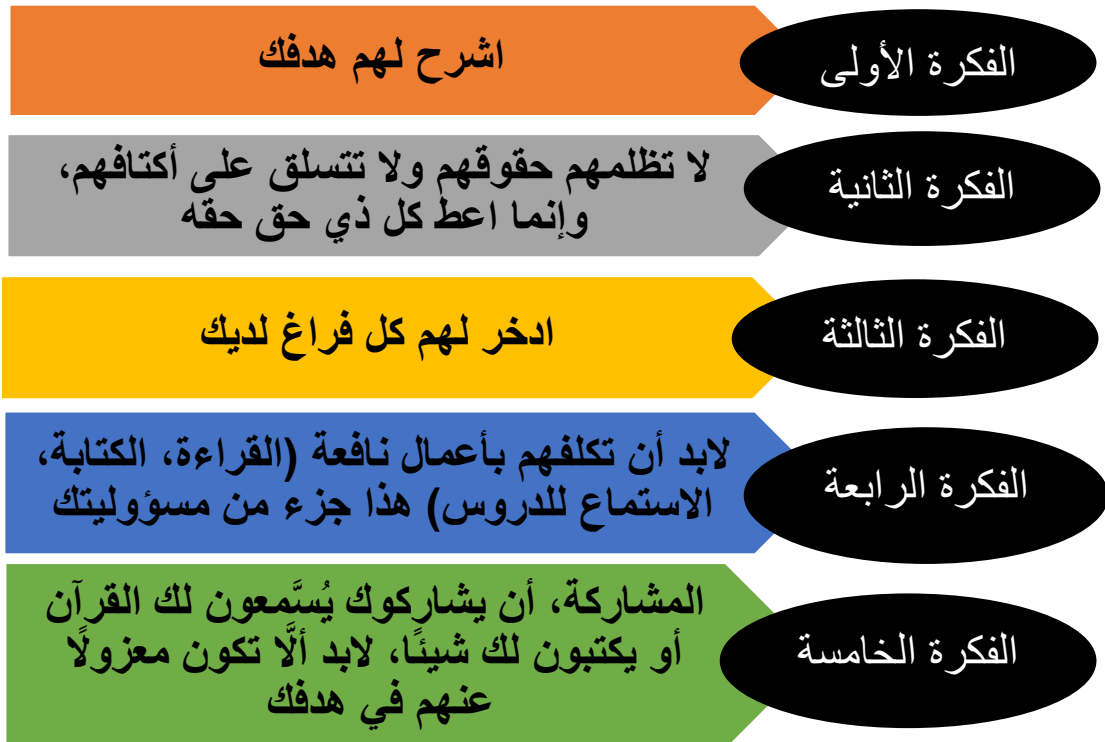 الفكرة الأولى
اشرح لهم هدفك
الفكرة الثانية
لا تظلمهم حقوقهم ولا تتسلق على أكتافهم،
وإنما اعط كل ذي حق حقه
الفكرة الثالثة
ادخر لهم كل فراغ لديك
الفكرة الرابعة
لابد أن تكلفهم بأعمال نافعة (القراءة، الكتابة،
الاستماع للدروس) هذا جزء من مسؤوليتك
الفكرة الخامسة
المشاركة، أن يشاركوك يُسَّمعون لك القرآن
أو يكتبون لك شيئًا، لابد ألَّا تكون معزولًا
عنهم في هدفك